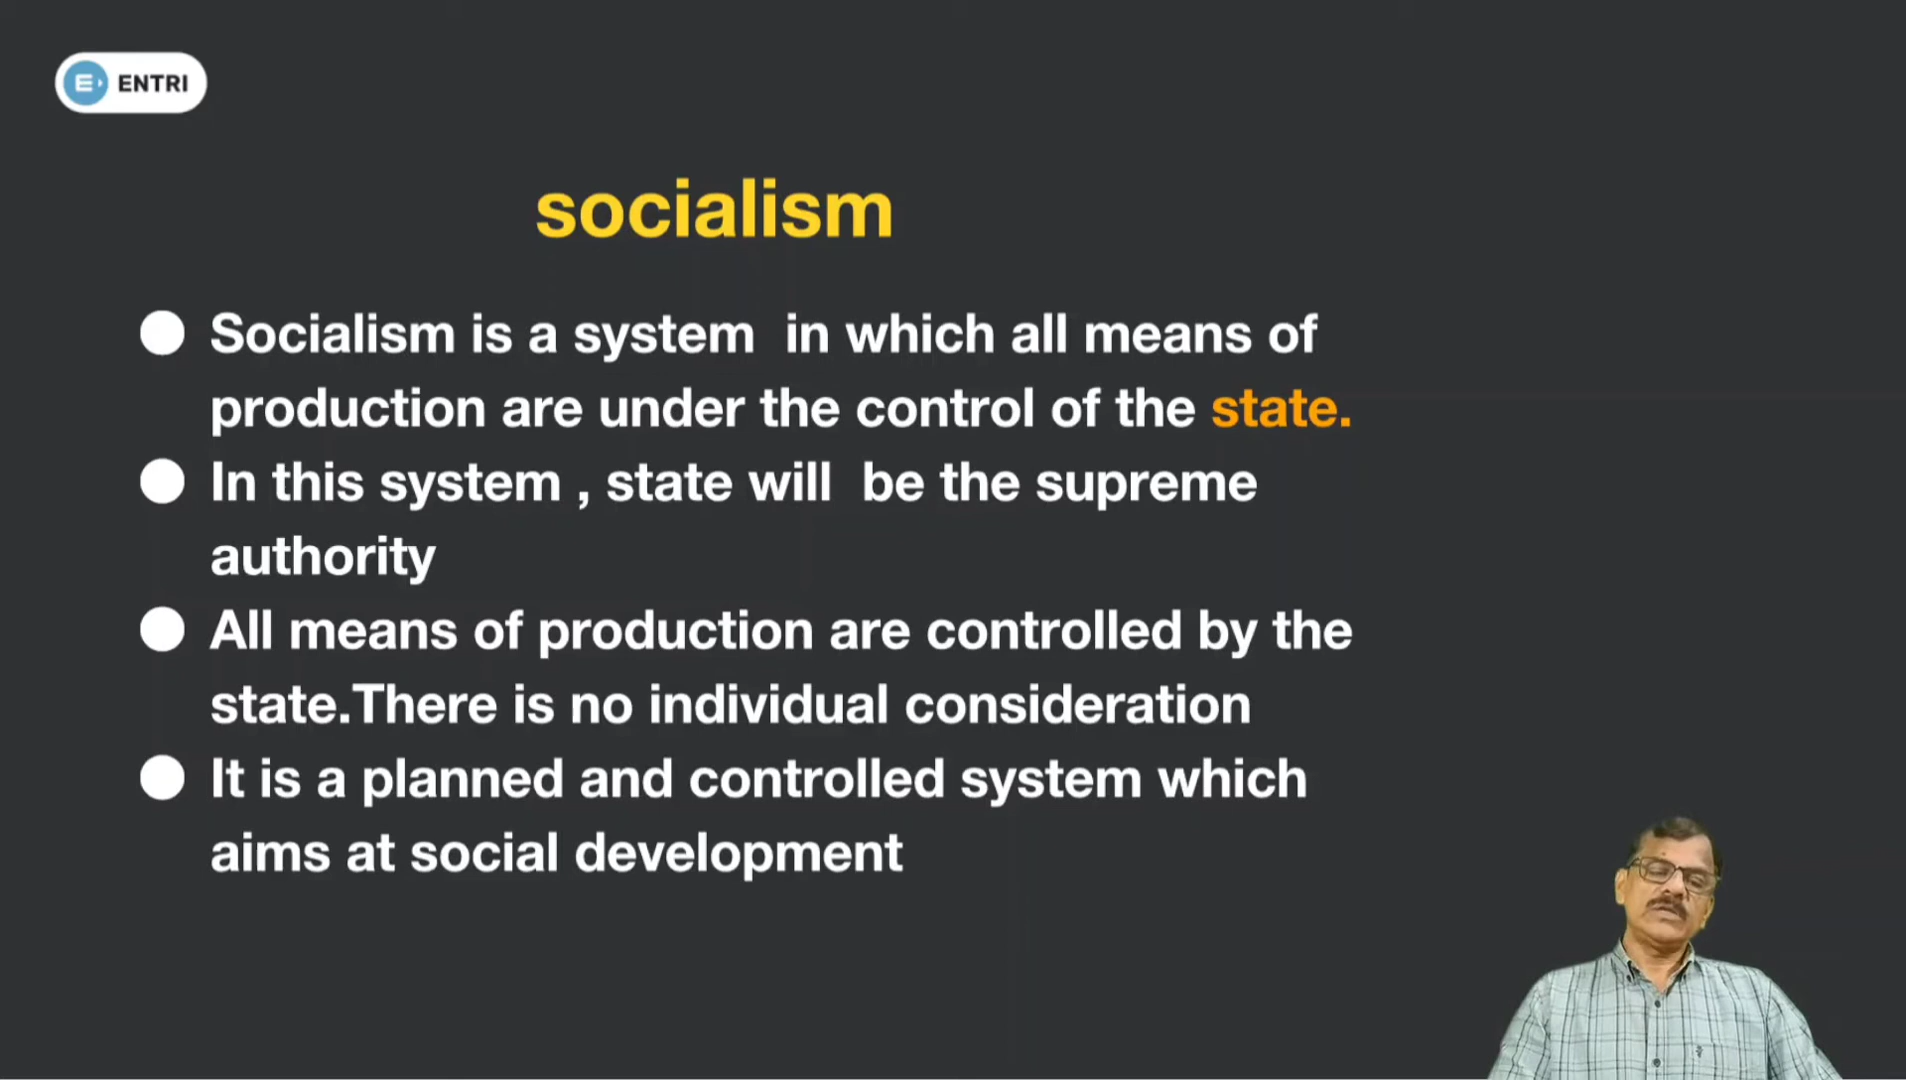 ENTRI
socialism
Socialism is a system in which all means of
production are under the control of the state.
In this system , state will be the supreme
authority
All means of production are controlled by the
state.There is no individual consideration
It is a planned and controlled system which
aims at social development